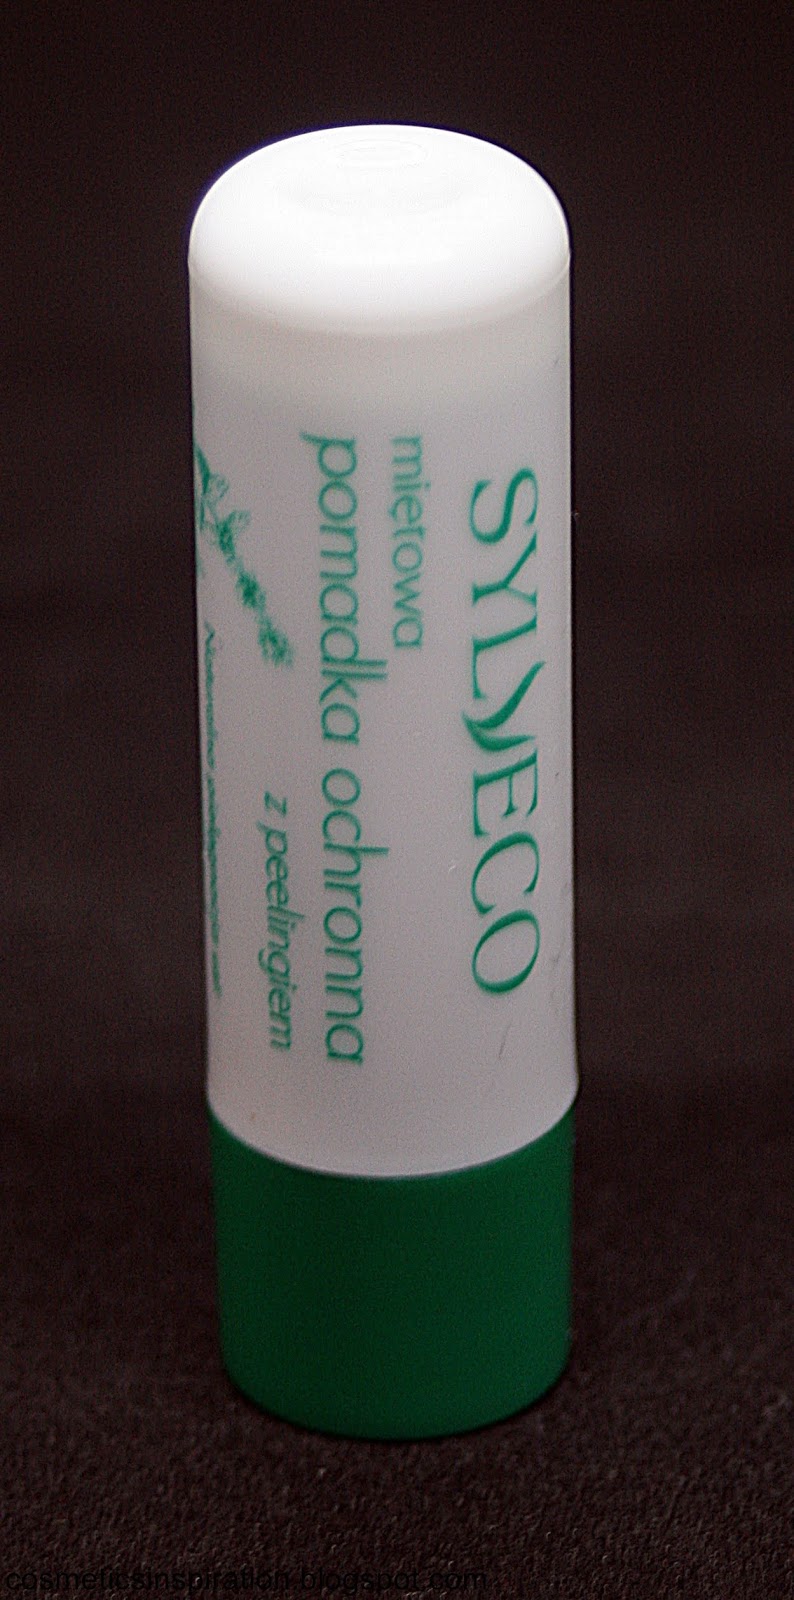 SYLVECO
miętowa
pomadka ochronna
z peelingiem
cosmeticsinspiration.blogspot.com